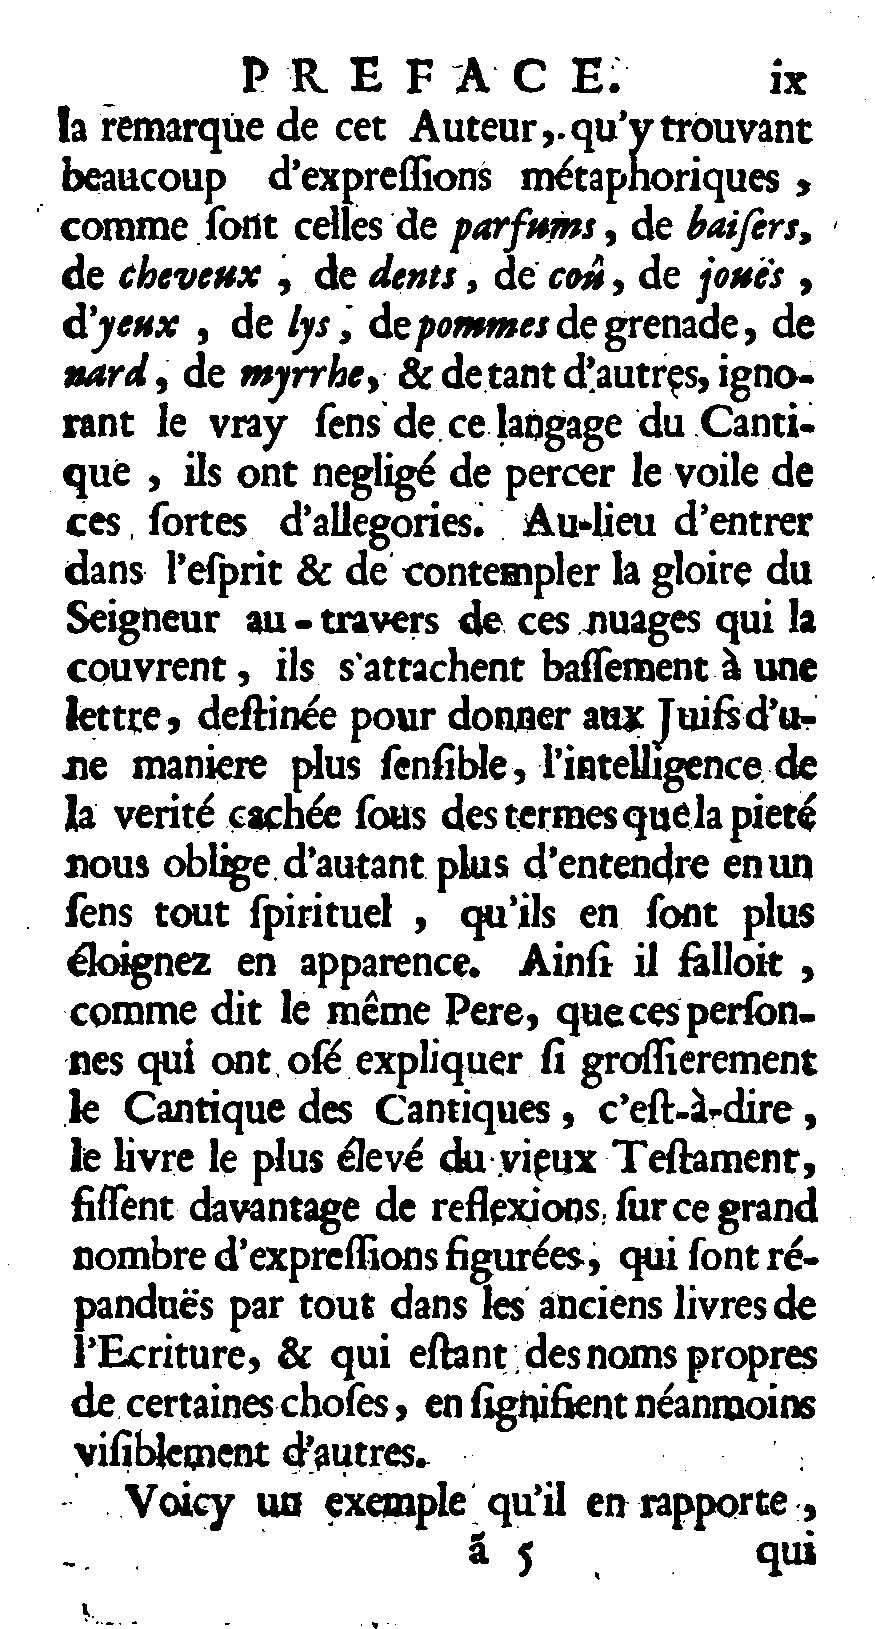 PREFACE. ix
la remarque de cet Auteur, qu'y trouvant
beaucoup d'expreſſions métaphoriques,
comme ſont celles de parfums, de baiſers,
de cheveux, de dents, de coû, de jouës,
d'yeux, de lys, de pommes de grenade, de
nard, de myrrhe, & de tant d'autres, igno-
rant le vray ſens de ce langage du Canti-
que, ils ont negligé de percer le voile de
ces ſortes d'allegories. Au-lieu d'entrer
dans l'eſprit & de contempler la gloire du
Seigneur au-travers de ces nuages qui la
couvrent, ils s'attachent baſſement à une
lettre, deſtinée pour donner aux Juifs d'u-
ne maniere plus ſenſible, l'intelligence de
la verité cachée ſous des termes que la pieté
nous oblige d'autant plus d'entendre en un
ſens tout ſpirituel, qu'ils en ſont plus
éloignez en apparence. Ainſi il falloit,
comme dit le même Pere, que ces perſon-
nes qui ont oſé expliquer ſi groſſierement
le Cantique des Cantiques, c'eſt-à-dire,
le livre le plus élevé du vieux Teſtament,
fiſſent davantage de reflexions ſur ce grand
nombre d'expreſſions figurées, qui ſont ré-
panduës par tout dans les anciens livres de
l'Ecriture, & qui eſtant des noms propres
de certaines choſes, en ſignifient néanmoins
viſiblement d'autres.
Voicy un exemple qu'il en rapporte,
ã 5 qui